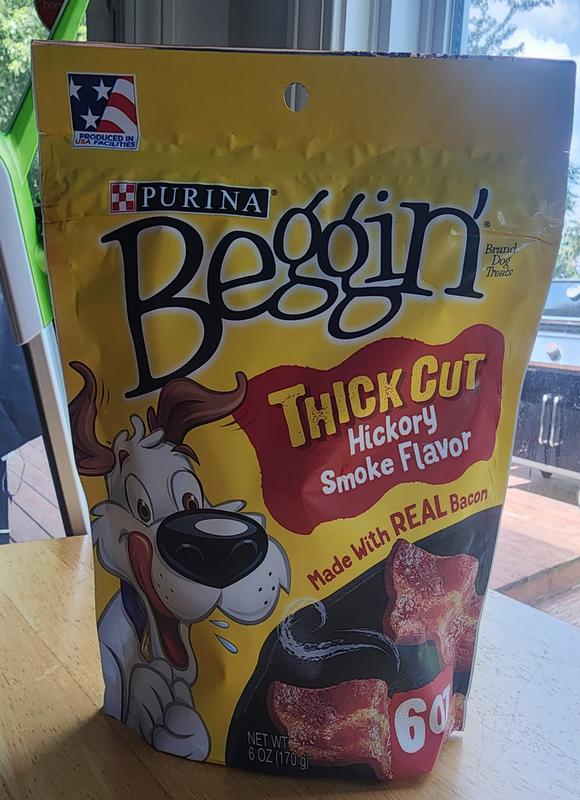 PRODUCED IN
USA FACILITIES
PURINA®
Beggin'®
Brand
Dog
Treats
THICK CUT
Hickory
Smoke Flavor
Made With REAL Bacon
6 OZ
NET WT
6 OZ (170 g)